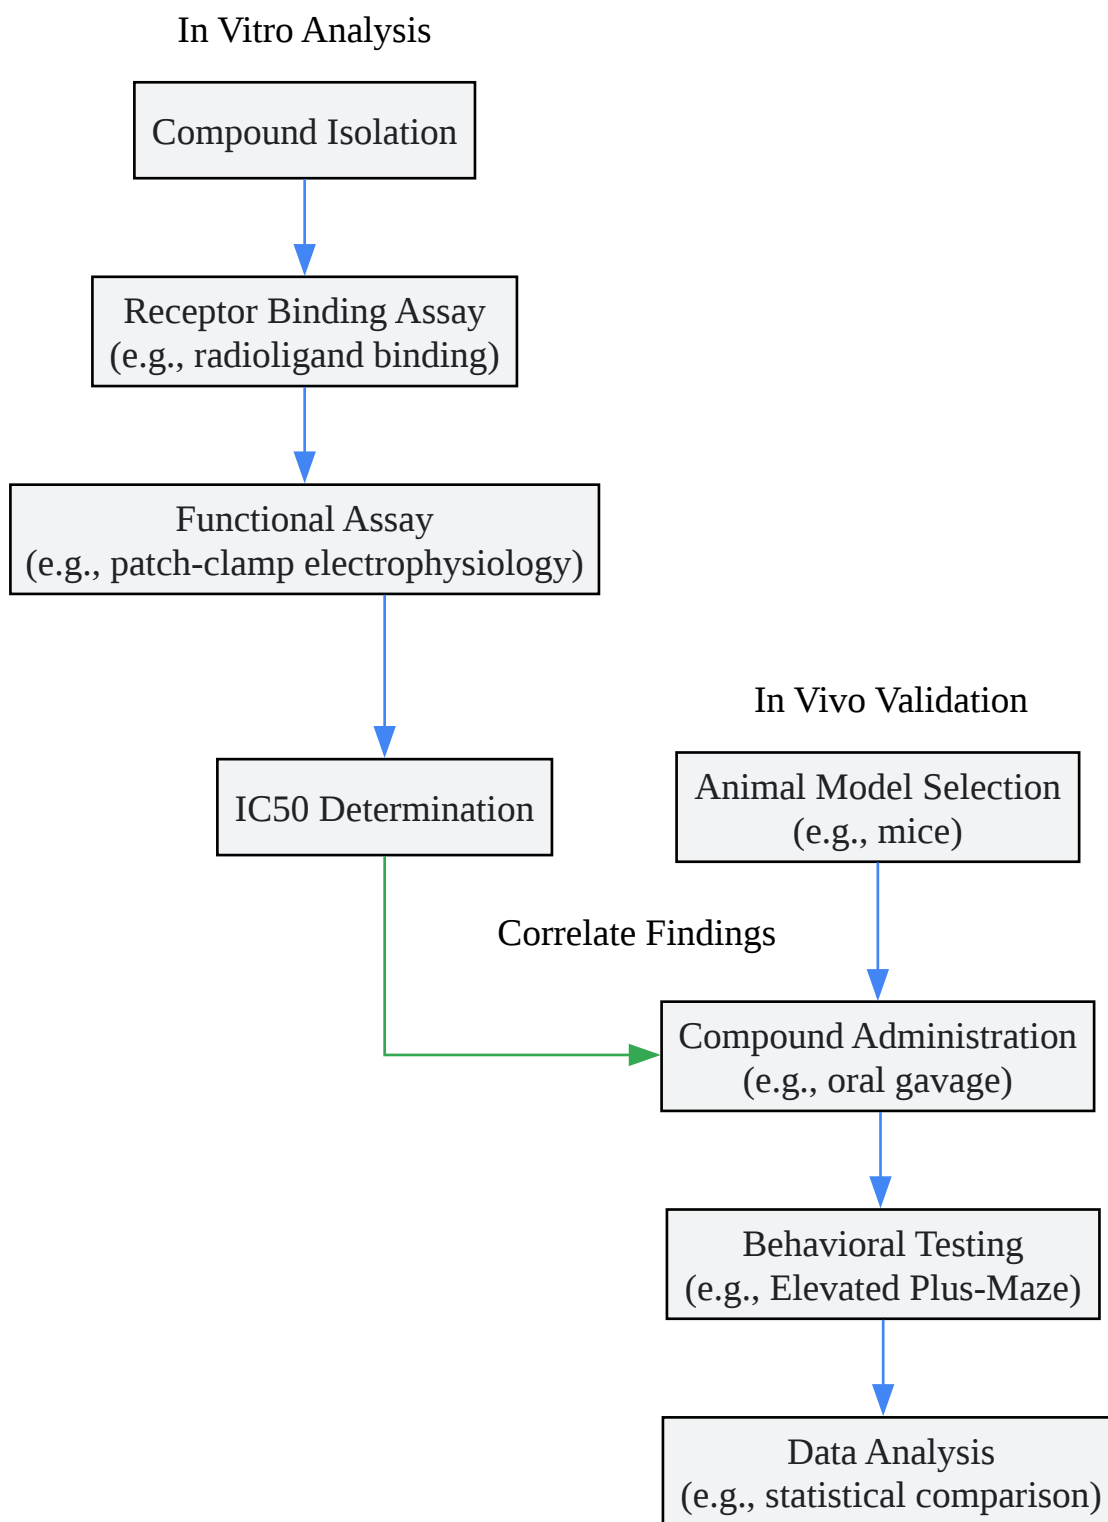 In Vitro Analysis
Compound Isolation
Receptor Binding Assay
(e.g., radioligand binding)
Functional Assay
(e.g., patch-clamp electrophysiology)
IC50 Determination
In Vivo Validation
Animal Model Selection
(e.g., mice)
Correlate Findings
Compound Administration
(e.g., oral gavage)
Behavioral Testing
(e.g., Elevated Plus-Maze)
Data Analysis
(e.g., statistical comparison)